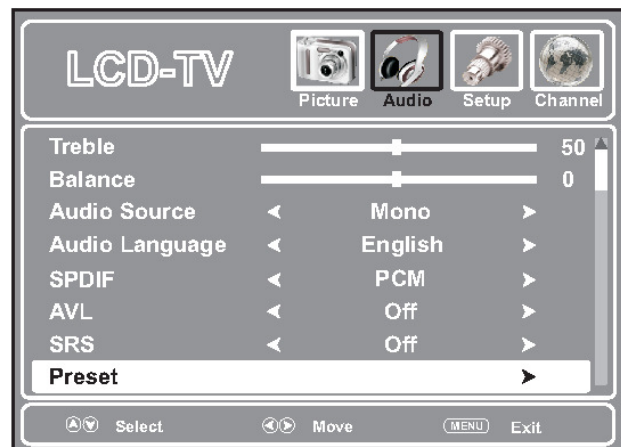 LCD-TV
Picture Audio Setup Channel
Treble 50
Balance 0
Audio Source Mono
Audio Language English
SPDIF PCM
AVL Off
SRS Off
Preset
Select Move MENU Exit